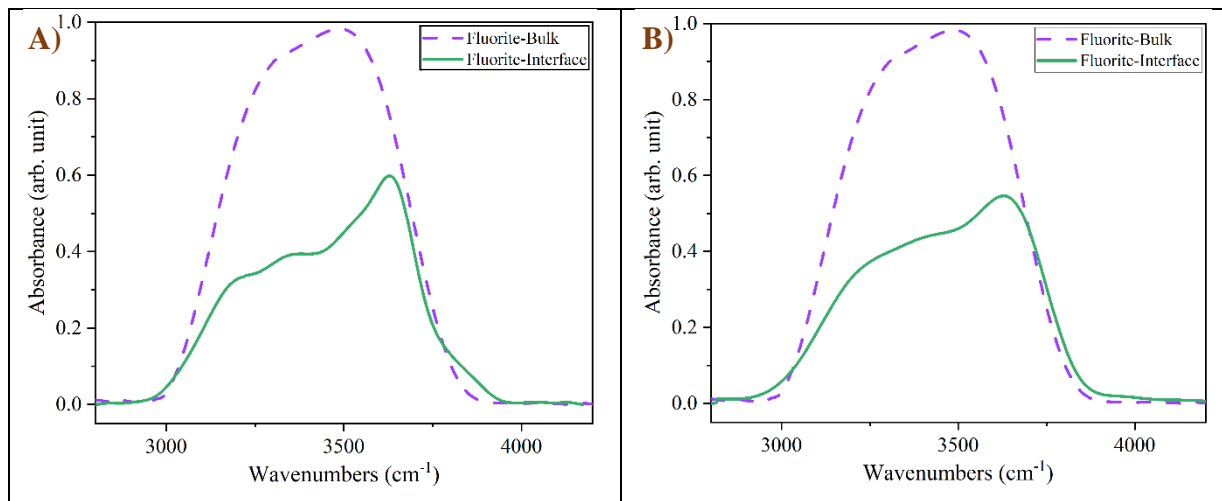 A)
Fluorite-Bulk
Fluorite-Interface
Absorbance (arb. unit)
1.0
0.8
0.6
0.4
0.2
0.0
3000 3500 4000
Wavenumbers (cm⁻¹)
B)
Fluorite-Bulk
Fluorite-Interface
Absorbance (arb. unit)
1.0
0.8
0.6
0.4
0.2
0.0
3000 3500 4000
Wavenumbers (cm⁻¹)